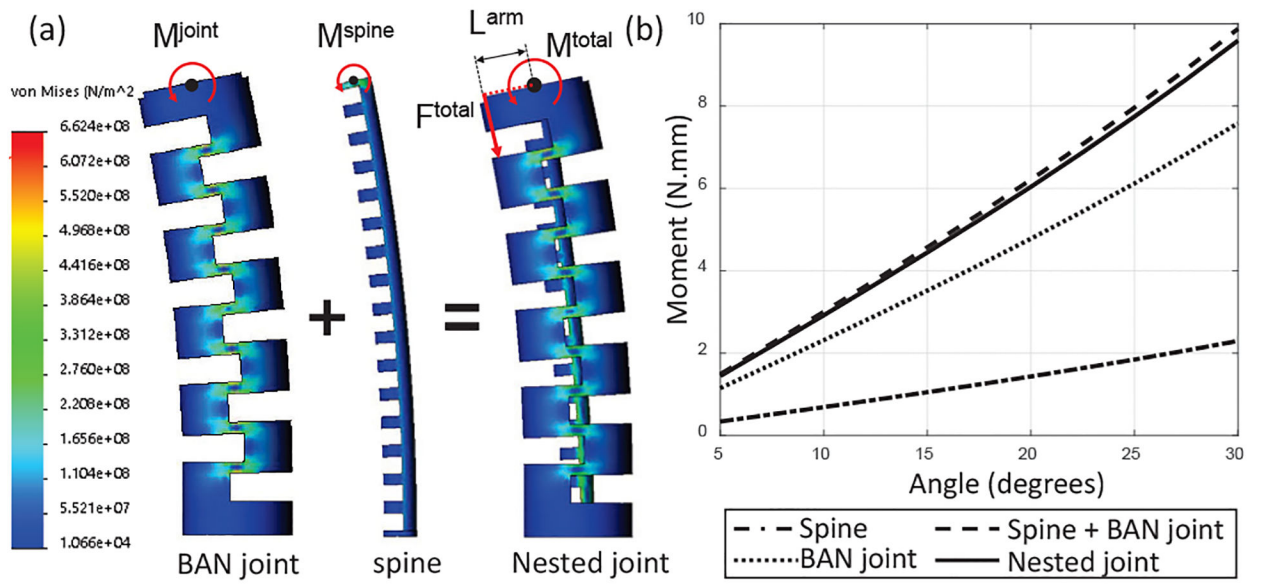 (a)
M^joint
M^spine
L^arm
M^total
F^total
von Mises (N/m^2
6.624e+08
6.072e+08
5.520e+08
4.968e+08
4.416e+08
3.864e+08
3.312e+08
2.760e+08
2.208e+08
1.656e+08
1.104e+08
5.521e+07
1.066e+04
+
=
BAN joint
spine
Nested joint
(b)
10
8
6
4
2
0
Moment (N.mm)
5 10 15 20 25 30
Angle (degrees)
Spine
Spine + BAN joint
BAN joint
Nested joint